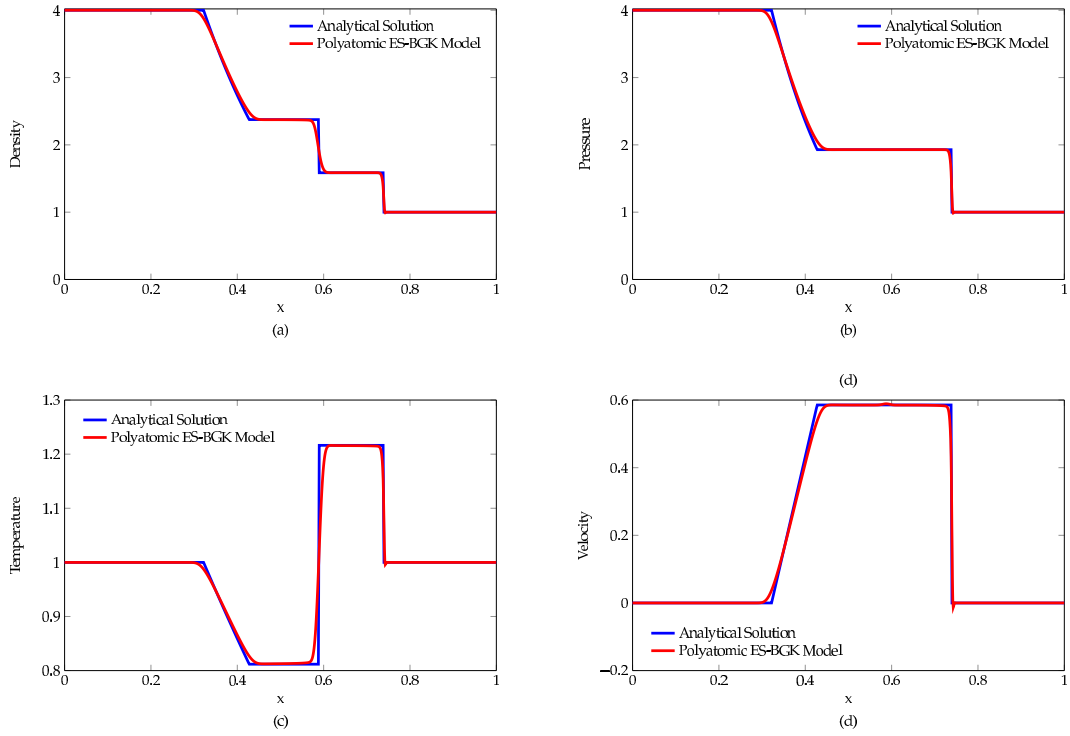 4
3
2
1
0
Density
Analytical Solution
Polyatomic ES-BGK Model
0 0.2 0.4 0.6 0.8 1
x
(a)
4
3
2
1
0
Pressure
Analytical Solution
Polyatomic ES-BGK Model
0 0.2 0.4 0.6 0.8 1
x
(b)
1.3
1.2
1.1
1
0.9
0.8
Temperature
Analytical Solution
Polyatomic ES-BGK Model
0 0.2 0.4 0.6 0.8 1
x
(c)
(d)
0.6
0.4
0.2
0
−0.2
Velocity
Analytical Solution
Polyatomic ES-BGK Model
0 0.2 0.4 0.6 0.8 1
x
(d)